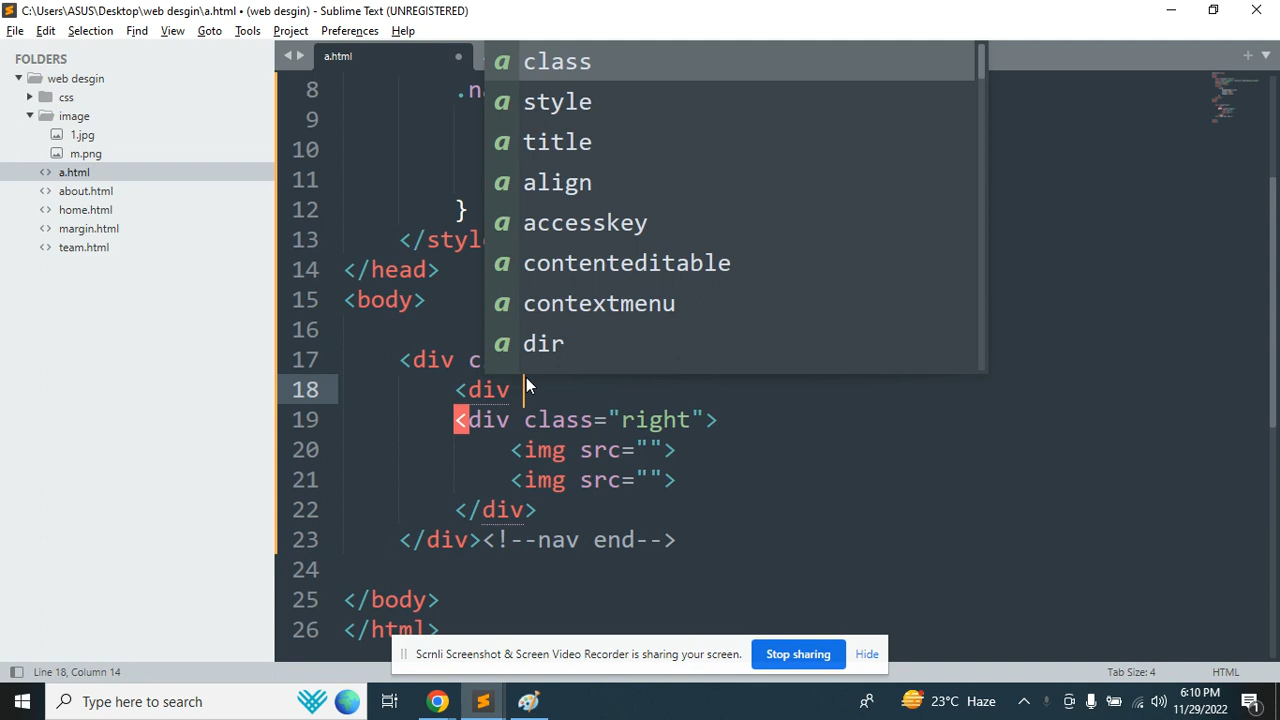 C:\Users\ASUS\Desktop\web desgin\a.html • (web desgin) - Sublime Text (UNREGISTERED)
File Edit Selection Find View Goto Tools Project Preferences Help
FOLDERS
web desgin
css
image
1.jpg
m.png
a.html
about.html
home.html
margin.html
team.html
a.html
a class
a style
a title
a align
a accesskey
a contenteditable
a contextmenu
a dir
8 .na
9
10
11
12 }
13 </styl
14 </head>
15 <body>
16
17 <div c
18 <div
19 <div class="right">
20 <img src="">
21 <img src="">
22 </div>
23 </div><!--nav end-->
24
25 </body>
26 </html>
Scrnli Screenshot & Screen Video Recorder is sharing your screen. Stop sharing Hide
Line 18, Column 14 Tab Size: 4 HTML
Type here to search 23°C Haze 6:10 PM
11/29/2022 1